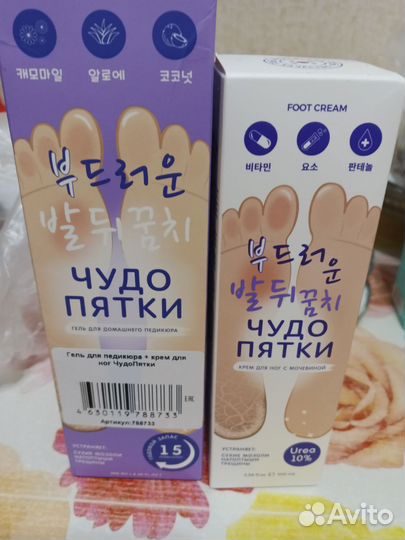 캐모마일 알로에 코코넛
부드러운
발 뒤꿈치
ЧУДО
ПЯТКИ
ГЕЛЬ ДЛЯ ДОМАШНЕГО ПЕДИКЮРА
Гель для педикюра + крем для
ног ЧудоПятки
4630119788733
Артикул: 788733
УСТРАНЯЕТ:
СУХИЕ МОЗОЛИ
НАТОПТЫШИ
ТРЕЩИНЫ
15
FOOT CREAM
비타민 요소 판테놀
부드러운
발 뒤꿈치
ЧУДО
ПЯТКИ
КРЕМ ДЛЯ НОГ С МОЧЕВИНОЙ
УСТРАНЯЕТ:
СУХИЕ МОЗОЛИ
НАТОПТЫШИ
ТРЕЩИНЫ
Urea
10%
Avito